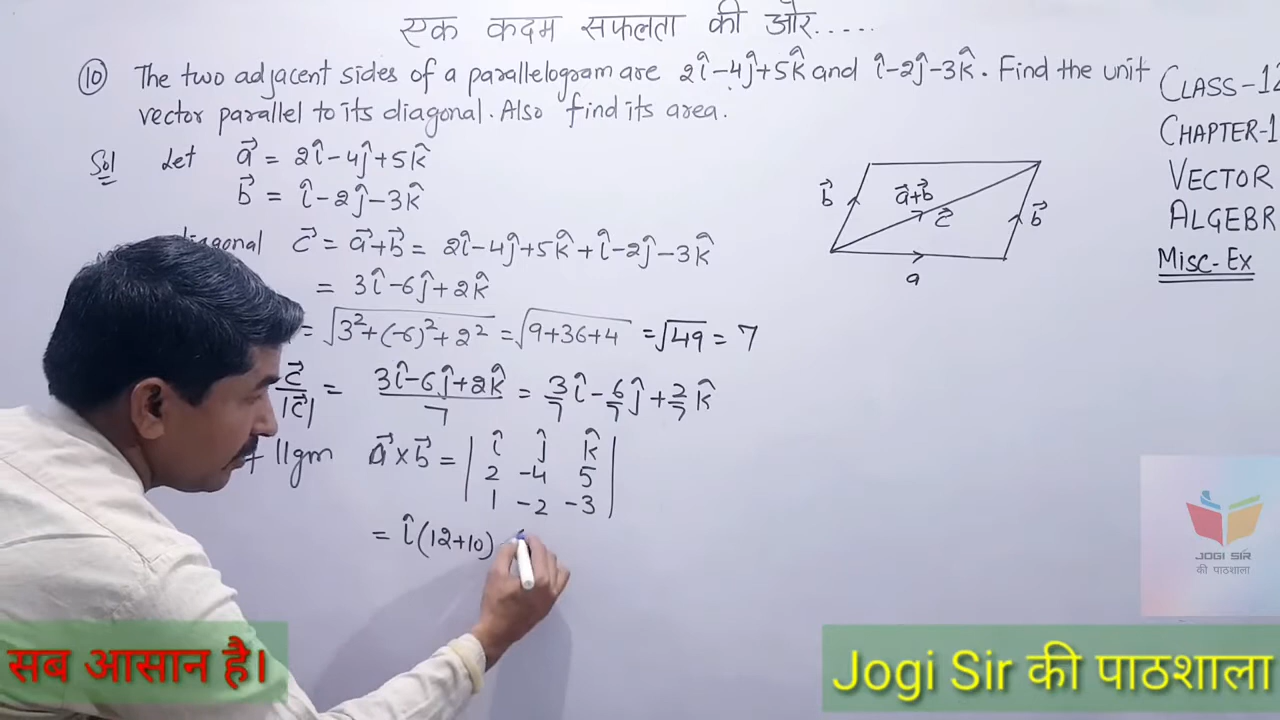 एक कदम सफलता की ओर.....
⑩ The two adjacent sides of a parallelogram are 2î-4ĵ+5k̂ and î-2ĵ-3k̂. Find the unit
vector parallel to its diagonal. Also find its area.
Sol Let a⃗ = 2î-4ĵ+5k̂
b⃗ = î-2ĵ-3k̂
diagonal c⃗ = a⃗+b⃗ = 2î-4ĵ+5k̂+î-2ĵ-3k̂
= 3î-6ĵ+2k̂
= √(3²+(-6)²+2²) = √(9+36+4) = √49 = 7
c⃗/|c⃗| = (3î-6ĵ+2k̂)/7 = 3/7 î - 6/7 ĵ + 2/7 k̂
llgm a⃗×b⃗ = | î ĵ k̂
2 -4 5
1 -2 -3 |
= î(12+10) -
b⃗
a⃗+b⃗
c⃗
b⃗
a
CLASS-12
CHAPTER-1
VECTOR
ALGEBR
Misc-Ex
JOGI SIR
की पाठशाला
सब आसान है।
Jogi Sir की पाठशाला